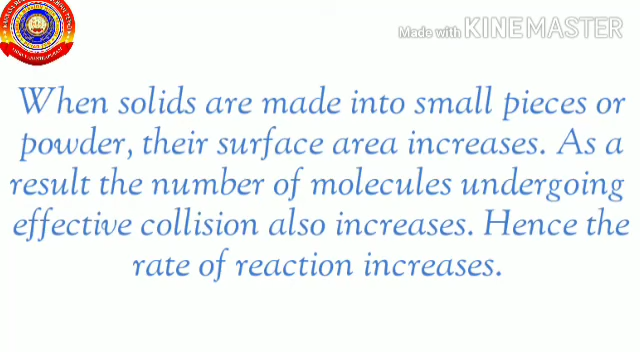 Made with KINEMASTER
When solids are made into small pieces or
powder, their surface area increases. As a
result the number of molecules undergoing
effective collision also increases. Hence the
rate of reaction increases.